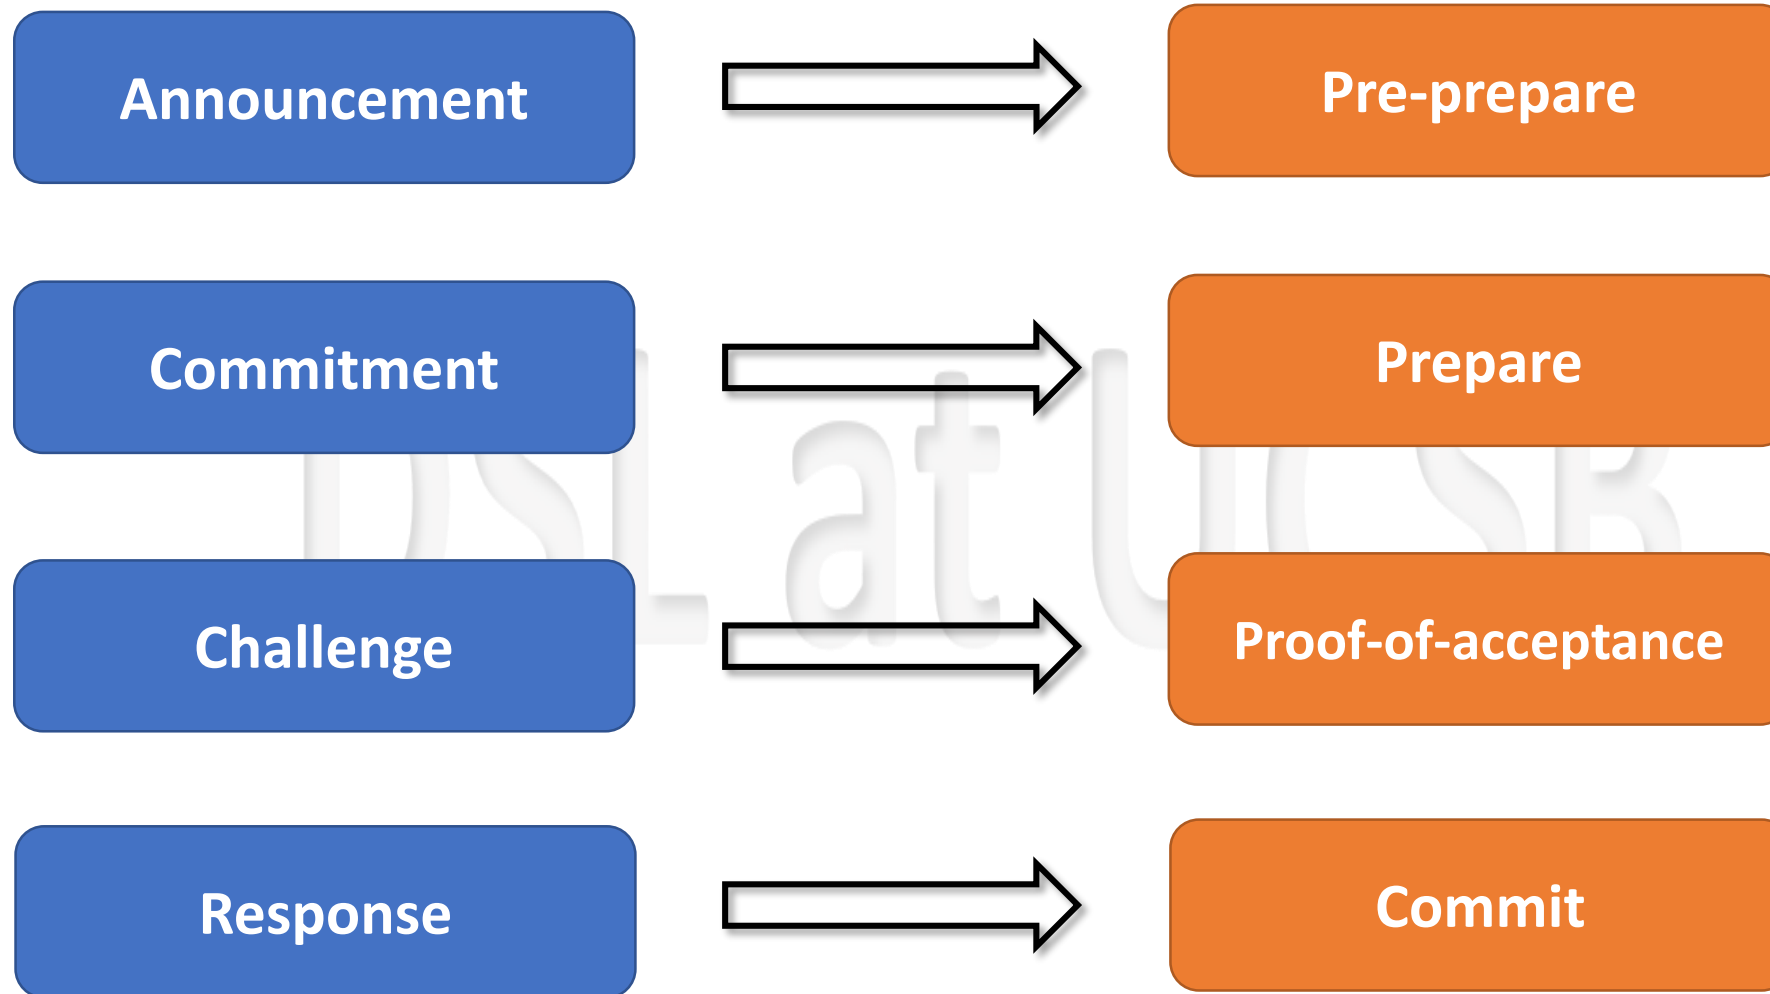 Announcement
Pre-prepare
Commitment
Prepare
DSL at UCSB
Challenge
Proof-of-acceptance
Response
Commit